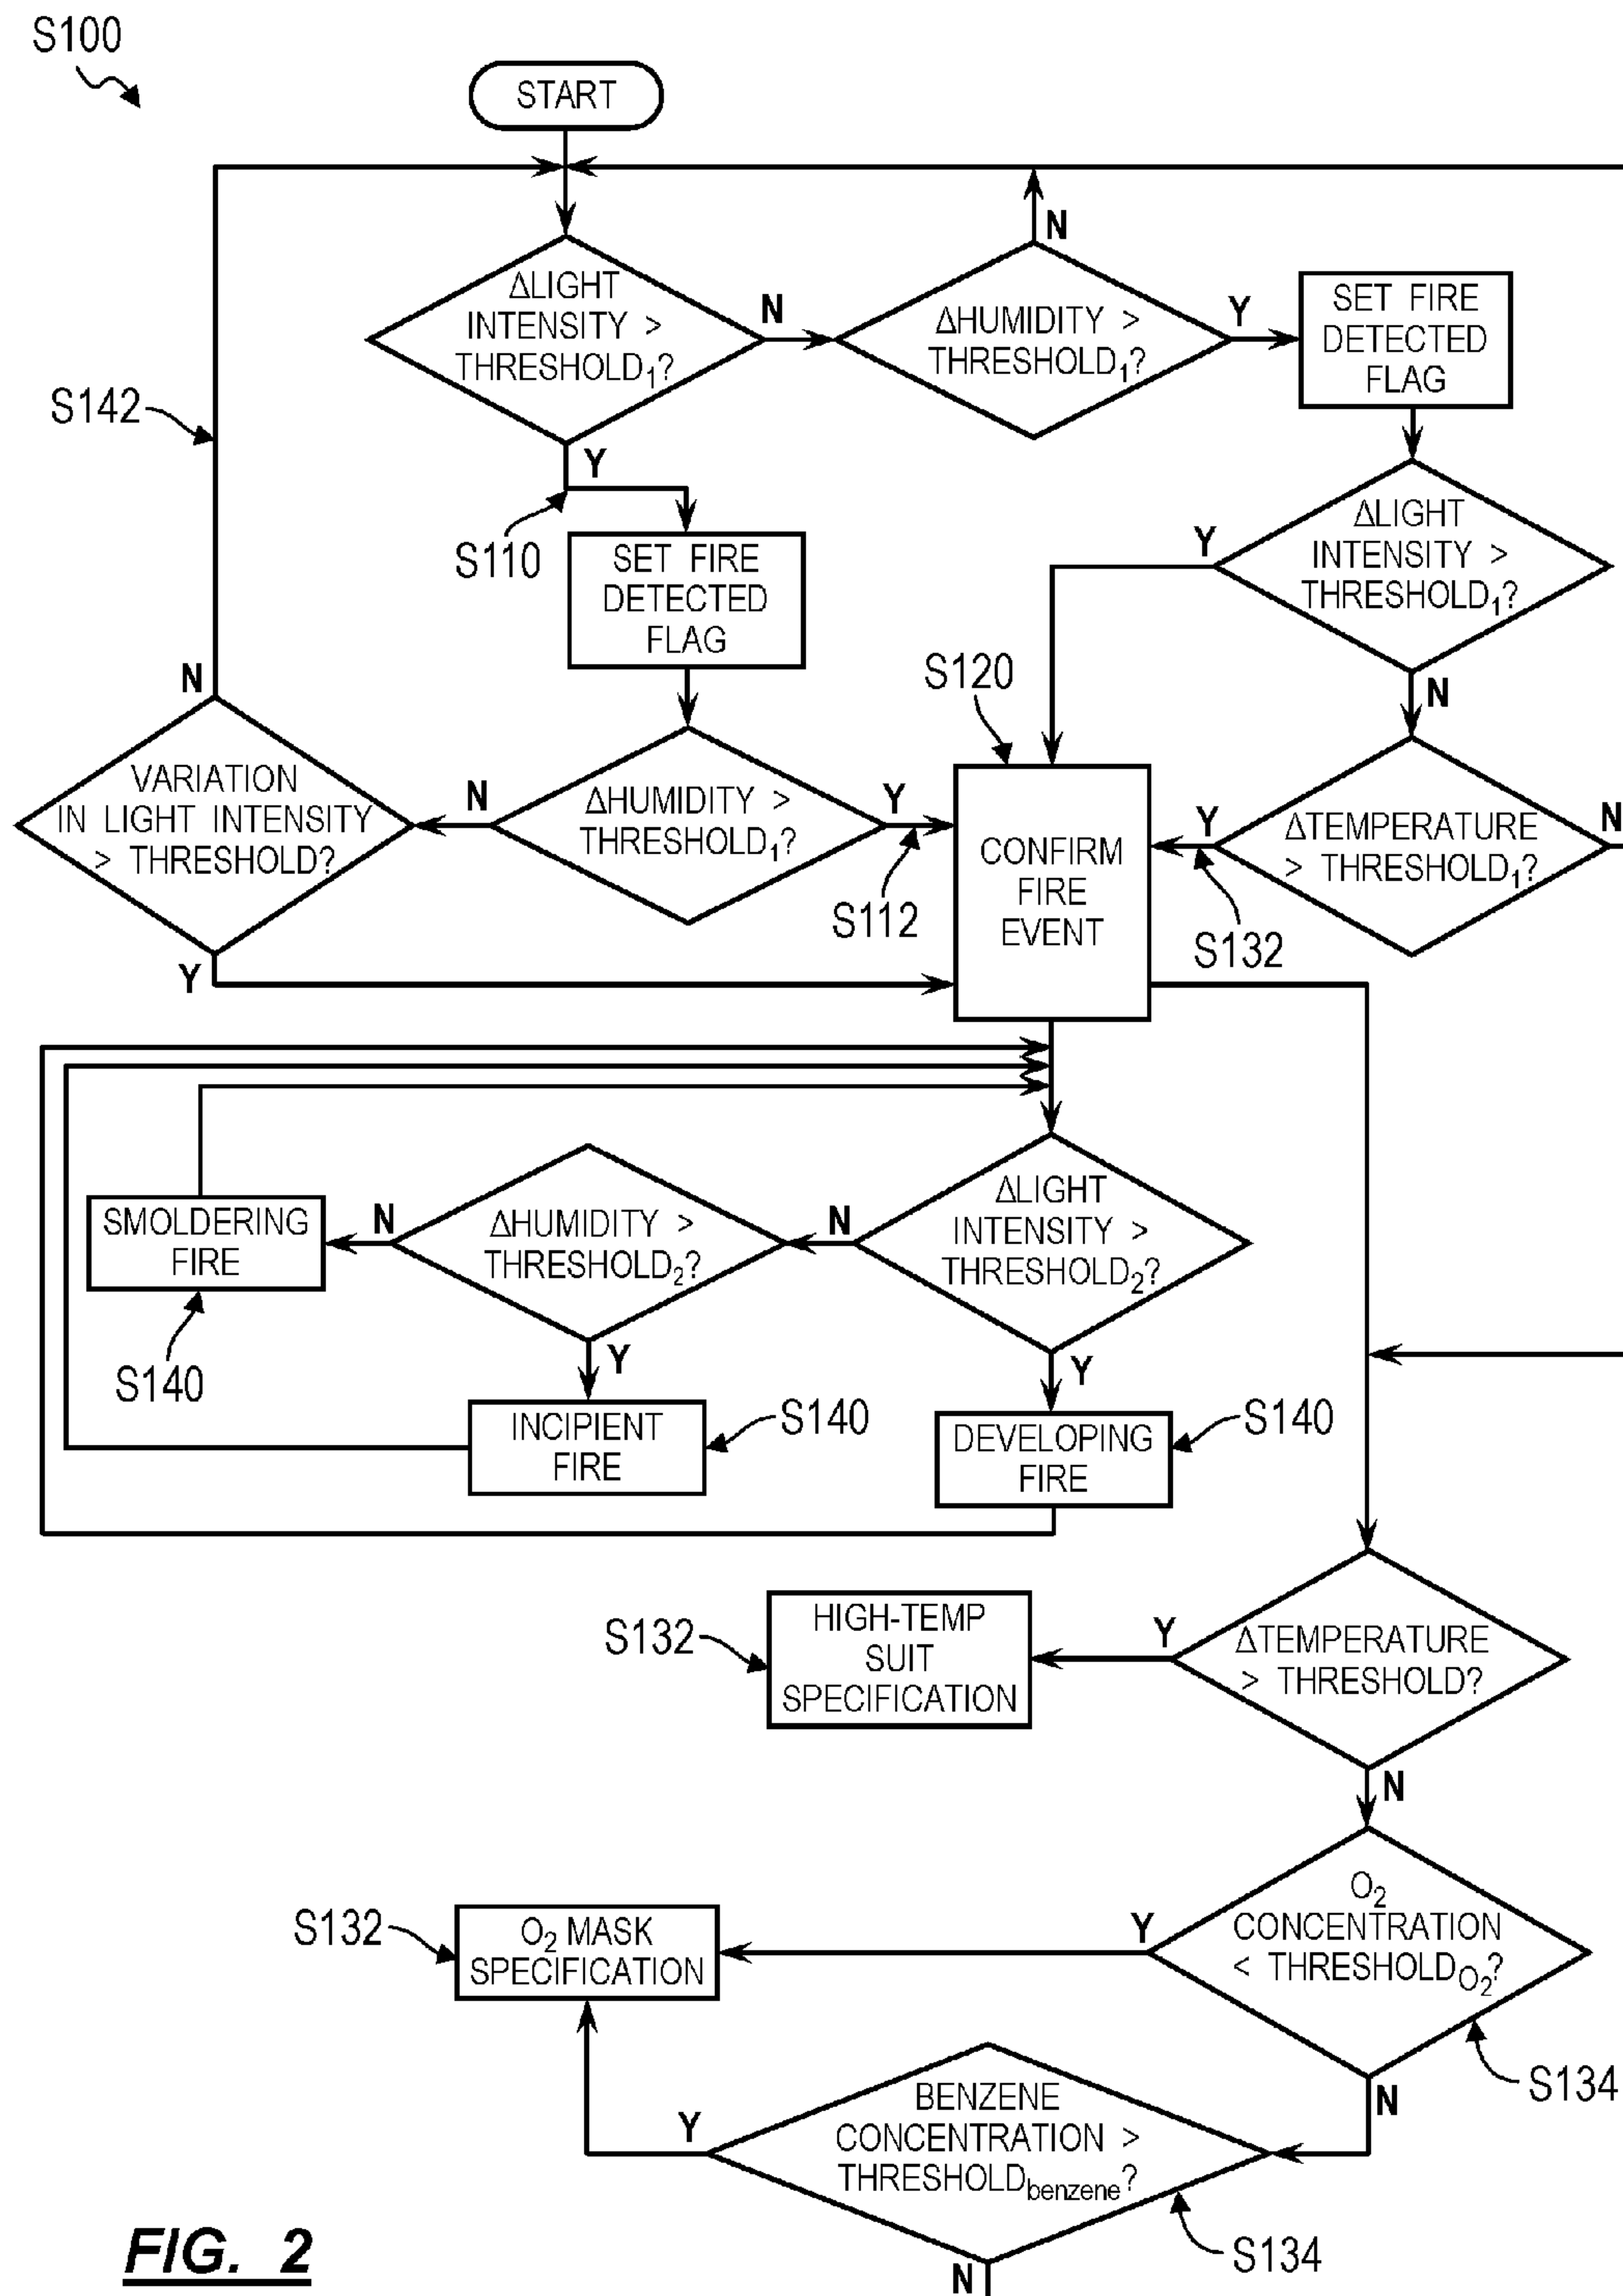 S100
START
ΔLIGHT
INTENSITY >
THRESHOLD₁?
N
ΔHUMIDITY >
THRESHOLD₁?
N
Y
SET FIRE
DETECTED
FLAG
S142
Y
S110
SET FIRE
DETECTED
FLAG
ΔLIGHT
INTENSITY >
THRESHOLD₁?
Y
N
S120
N
VARIATION
IN LIGHT INTENSITY
> THRESHOLD?
N
ΔHUMIDITY >
THRESHOLD₁?
Y
S112
CONFIRM
FIRE
EVENT
Y
ΔTEMPERATURE
> THRESHOLD₁?
N
S132
Y
SMOLDERING
FIRE
N
ΔHUMIDITY >
THRESHOLD₂?
N
ΔLIGHT
INTENSITY >
THRESHOLD₂?
S140
Y
Y
INCIPIENT
FIRE
S140
DEVELOPING
FIRE
S140
S132
HIGH-TEMP
SUIT
SPECIFICATION
Y
ΔTEMPERATURE
> THRESHOLD?
N
S132
O₂ MASK
SPECIFICATION
Y
O₂
CONCENTRATION
< THRESHOLD_O₂?
S134
N
Y
BENZENE
CONCENTRATION >
THRESHOLD_benzene?
S134
N
FIG. 2